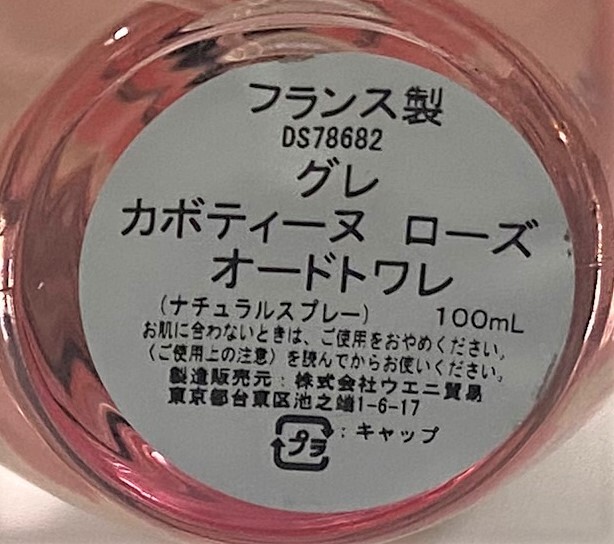 フランス製
DS78682
グレ
カボティーヌ ローズ
オードトワレ
(ナチュラルスプレー) 100mL
お肌に合わないときは、ご使用をおやめください。
〈ご使用上の注意〉を読んでからお使いください。
製造販売元：株式会社ウエニ貿易
東京都台東区池之端1-6-17
プラ：キャップ